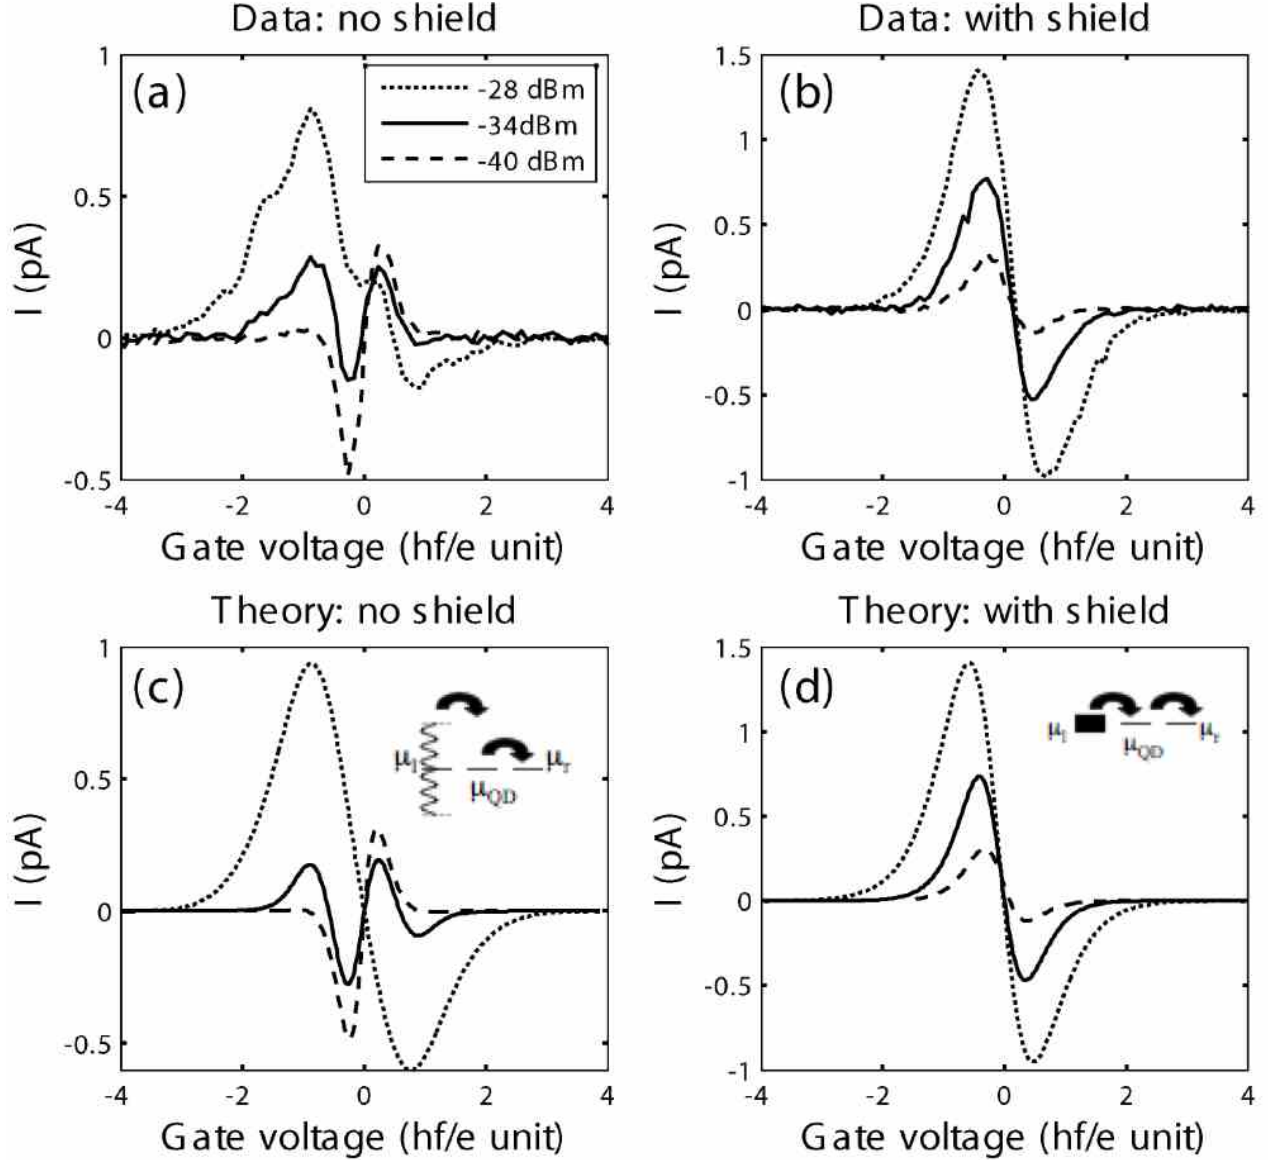 Data: no shield
Data: with shield
(a)
-28 dBm
-34dBm
-40 dBm
1
0.5
0
-0.5
I (pA)
-4 -2 0 2 4
Gate voltage (hf/e unit)
(b)
1.5
1
0.5
0
-0.5
-1
I (pA)
-4 -2 0 2 4
Gate voltage (hf/e unit)
Theory: no shield
Theory: with shield
(c)
μl μQD μr
1
0.5
0
-0.5
I (pA)
-4 -2 0 2 4
Gate voltage (hf/e unit)
(d)
μl μQD μr
1.5
1
0.5
0
-0.5
-1
I (pA)
-4 -2 0 2 4
Gate voltage (hf/e unit)